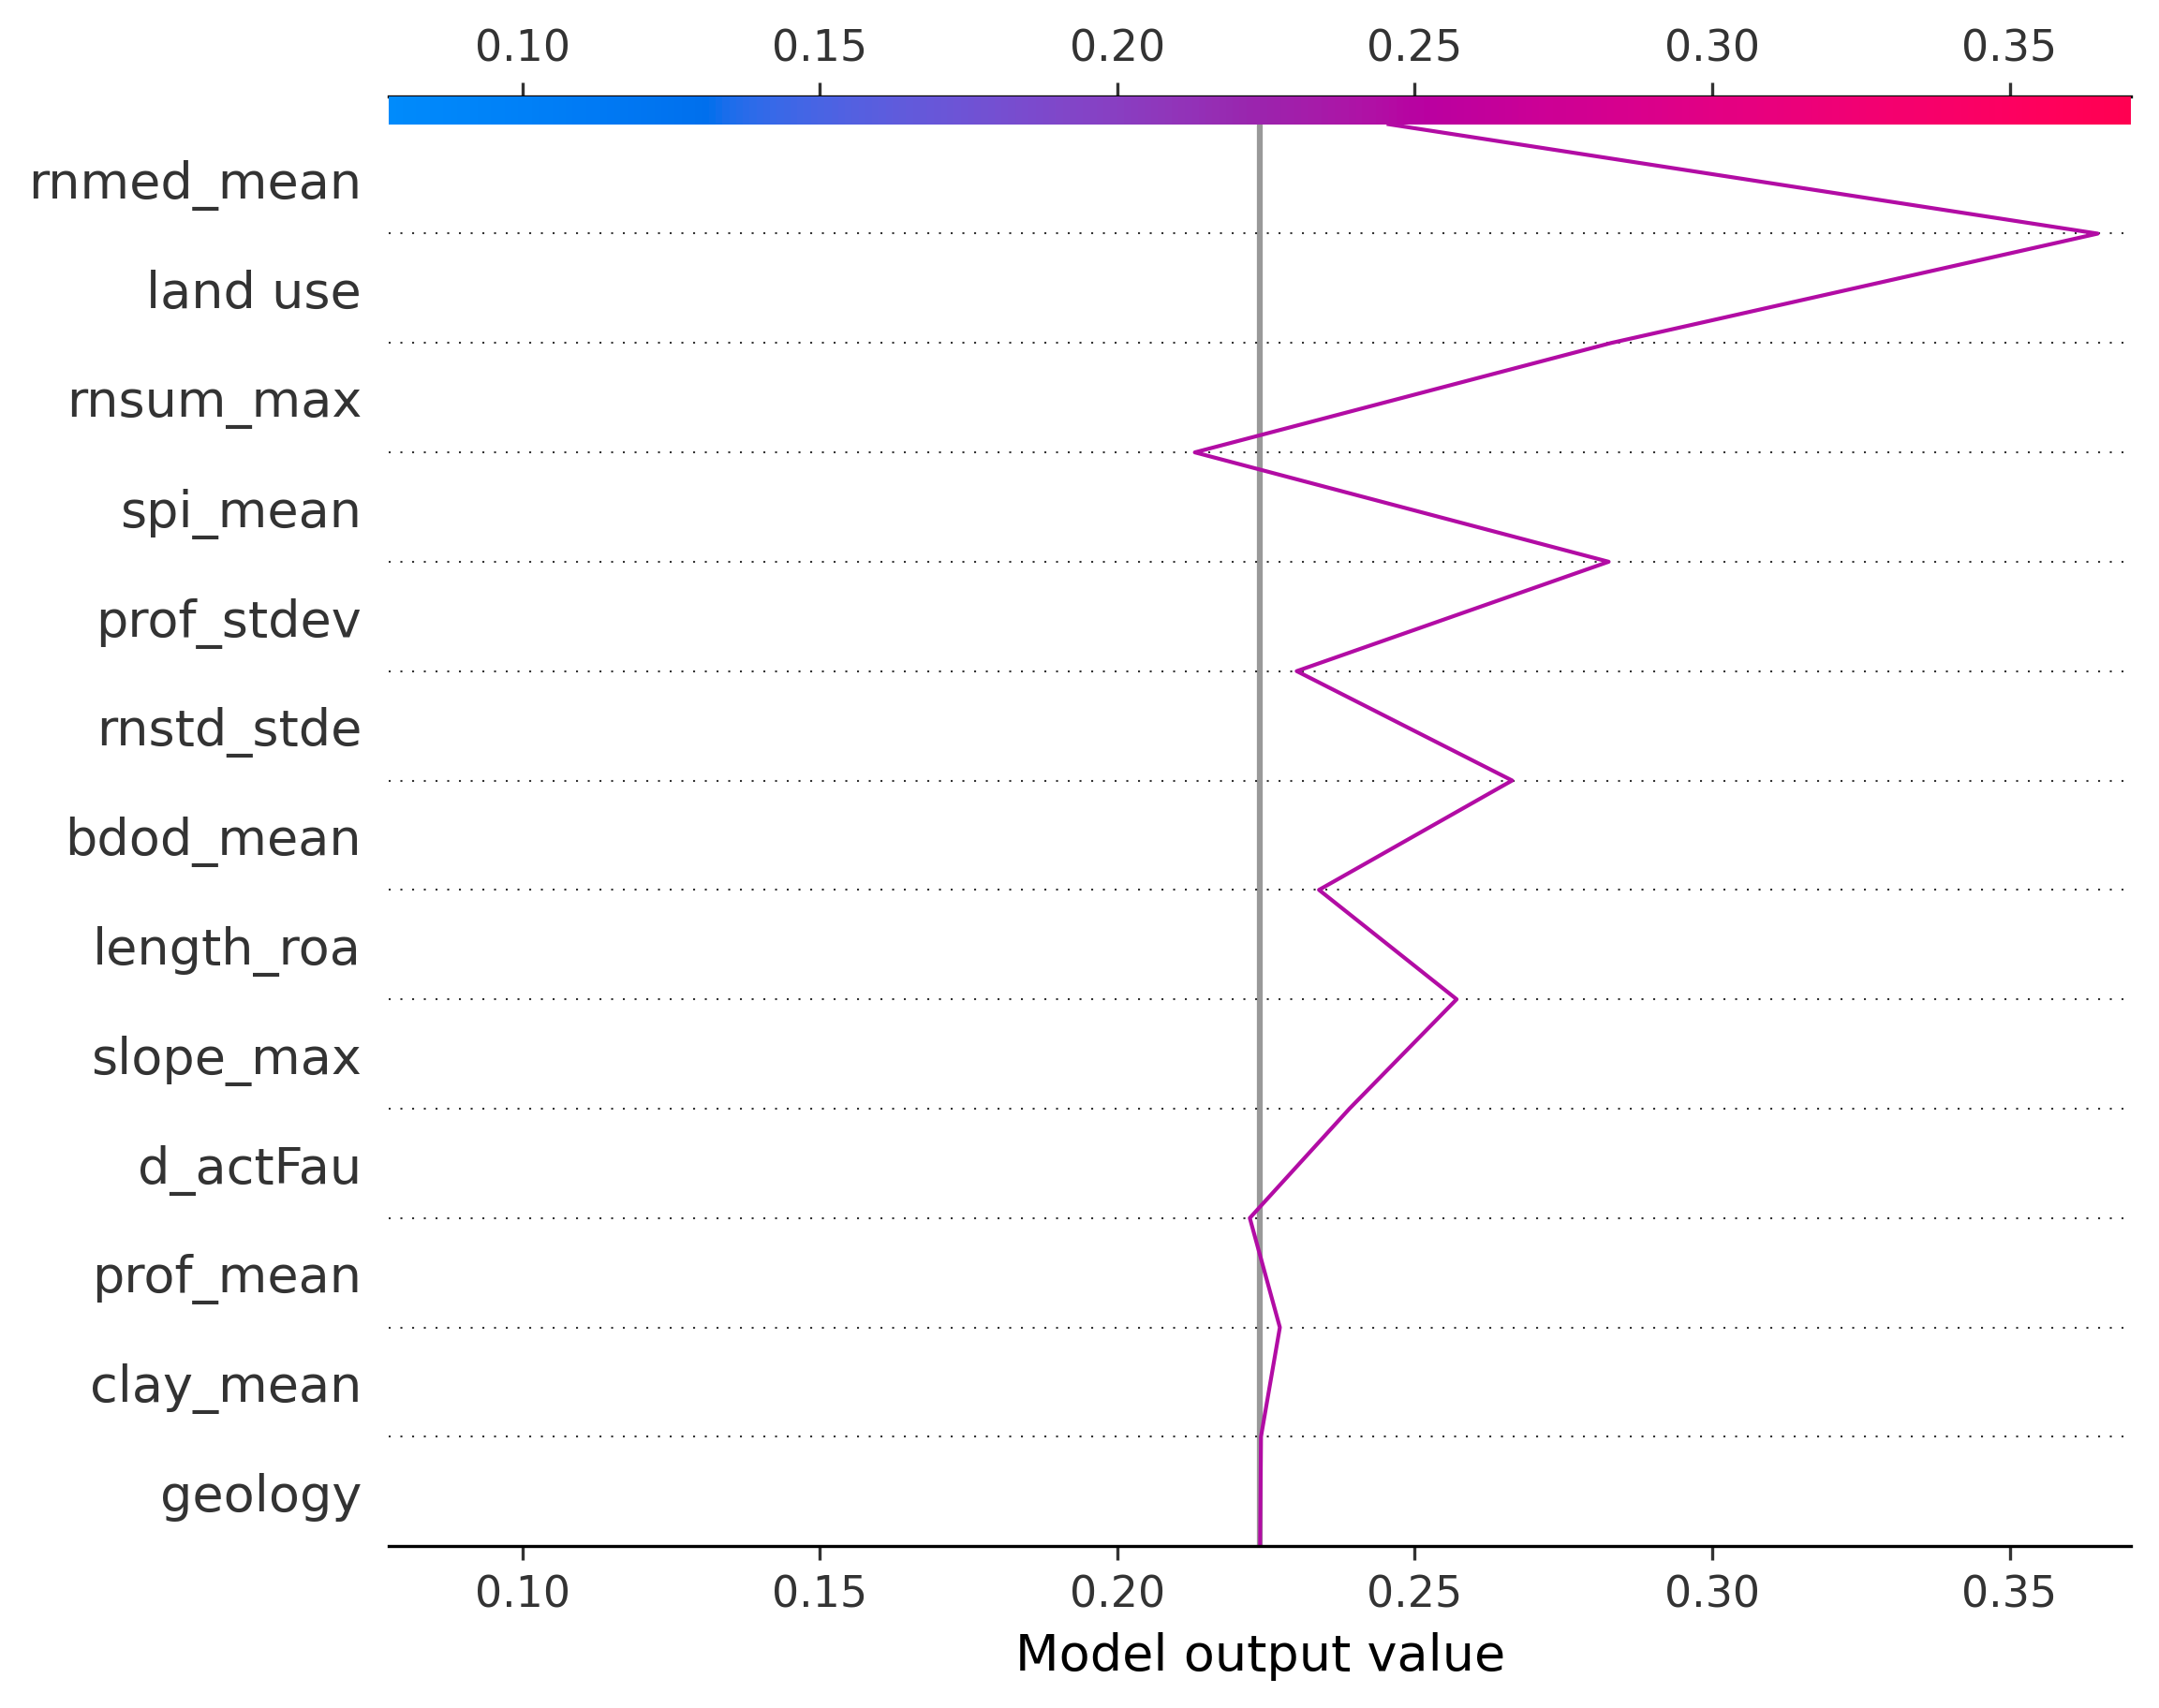 0.10 0.15 0.20 0.25 0.30 0.35
rnmed_mean
land use
rnsum_max
spi_mean
prof_stdev
rnstd_stde
bdod_mean
length_roa
slope_max
d_actFau
prof_mean
clay_mean
geology
0.10 0.15 0.20 0.25 0.30 0.35
Model output value